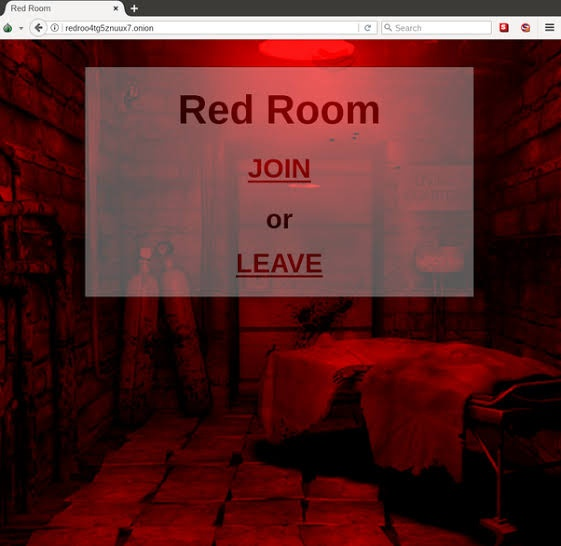 Red Room
redroo4tg5znuux7.onion
Search
Red Room
JOIN
or
LEAVE